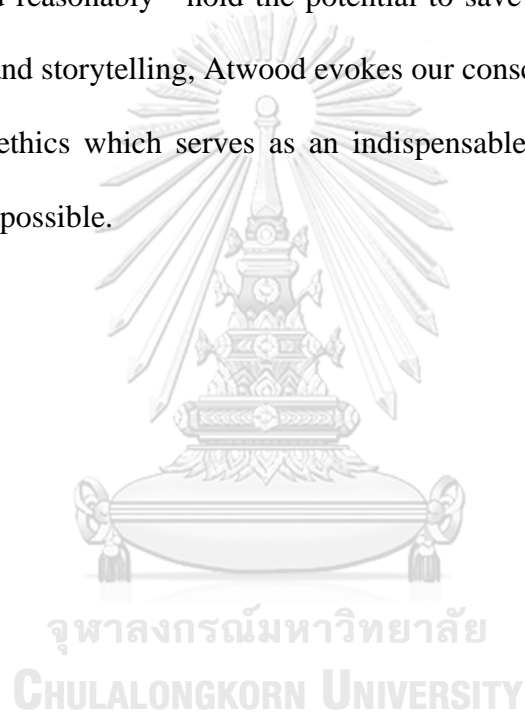 reasonably hold the potential to save
and storytelling, Atwood evokes our
ethics which serves as an indispensable
possible.
จุฬาลงกรณ์มหาวิทยาลัย
CHULALONGKORN UNIVERSITY